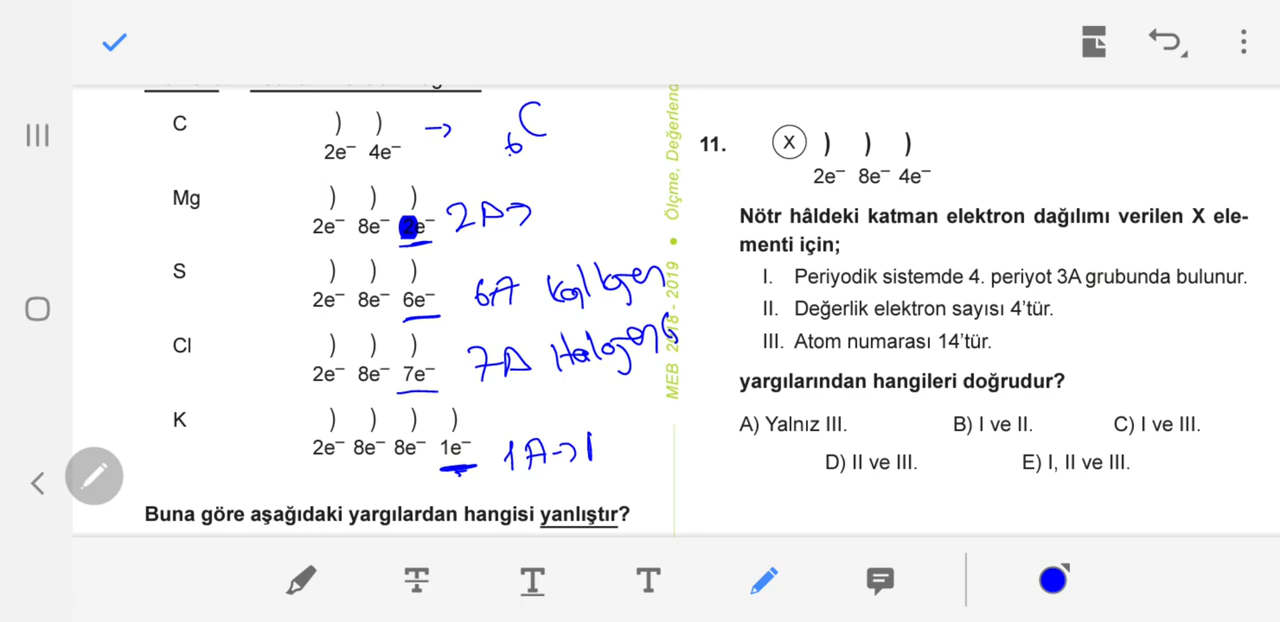 C
) )
2e⁻ 4e⁻
→ ₆C
Mg
) ) )
2e⁻ 8e⁻ 2e⁻
2A →
S
) ) )
2e⁻ 8e⁻ 6e⁻
6A
Cl
) ) )
2e⁻ 8e⁻ 7e⁻
7A Halojen
K
) ) ) )
2e⁻ 8e⁻ 8e⁻ 1e⁻
1A → 1
Buna göre aşağıdaki yargılardan hangisi yanlıştır?
MEB 2018 - 2019 • Ölçme, Değerlend
11.
X ) ) )
2e⁻ 8e⁻ 4e⁻
Nötr hâldeki katman elektron dağılımı verilen X ele-
menti için;
I. Periyodik sistemde 4. periyot 3A grubunda bulunur.
II. Değerlik elektron sayısı 4’tür.
III. Atom numarası 14’tür.
yargılarından hangileri doğrudur?
A) Yalnız III. B) I ve II. C) I ve III.
D) II ve III. E) I, II ve III.
T T T